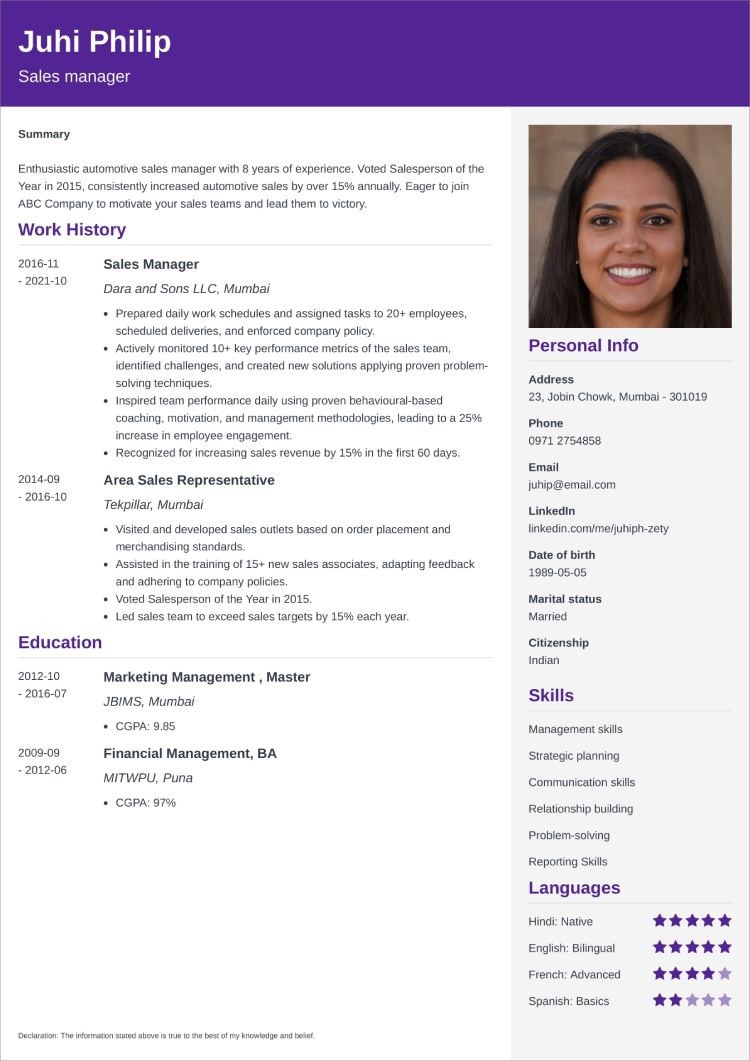 Juhi Philip
Sales manager
Summary
Enthusiastic automotive sales manager with 8 years of experience. Voted Salesperson of the
Year in 2015, consistently increased automotive sales by over 15% annually. Eager to join
ABC Company to motivate your sales teams and lead them to victory.
Work History
2016-11
- 2021-10
Sales Manager
Dara and Sons LLC, Mumbai
• Prepared daily work schedules and assigned tasks to 20+ employees,
scheduled deliveries, and enforced company policy.
• Actively monitored 10+ key performance metrics of the sales team,
identified challenges, and created new solutions applying proven problem-
solving techniques.
• Inspired team performance daily using proven behavioural-based
coaching, motivation, and management methodologies, leading to a 25%
increase in employee engagement.
• Recognized for increasing sales revenue by 15% in the first 60 days.
2014-09
- 2016-10
Area Sales Representative
Tekpillar, Mumbai
• Visited and developed sales outlets based on order placement and
merchandising standards.
• Assisted in the training of 15+ new sales associates, adapting feedback
and adhering to company policies.
• Voted Salesperson of the Year in 2015.
• Led sales team to exceed sales targets by 15% each year.
Education
2012-10
- 2016-07
Marketing Management , Master
JBIMS, Mumbai
• CGPA: 9.85
2009-09
- 2012-06
Financial Management, BA
MITWPU, Puna
• CGPA: 97%
Declaration: The information stated above is true to the best of my knowledge and belief.
Personal Info
Address
23, Jobin Chowk, Mumbai - 301019
Phone
0971 2754858
Email
juhip@email.com
LinkedIn
linkedin.com/me/juhiph-zety
Date of birth
1989-05-05
Marital status
Married
Citizenship
Indian
Skills
Management skills
Strategic planning
Communication skills
Relationship building
Problem-solving
Reporting Skills
Languages
Hindi: Native
English: Bilingual
French: Advanced
Spanish: Basics